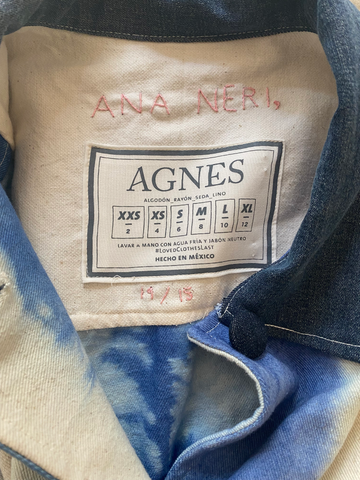 ANA NERI,
AGNES
ALGODÓN_RAYÓN_SEDA_LINO
XXS XS S M L XL
2 4 6 8 10 12
LAVAR A MANO CON AGUA FRÍA Y JABÓN NEUTRO
#LOVEDCLOTHESLAST
HECHO EN MÉXICO
19/19